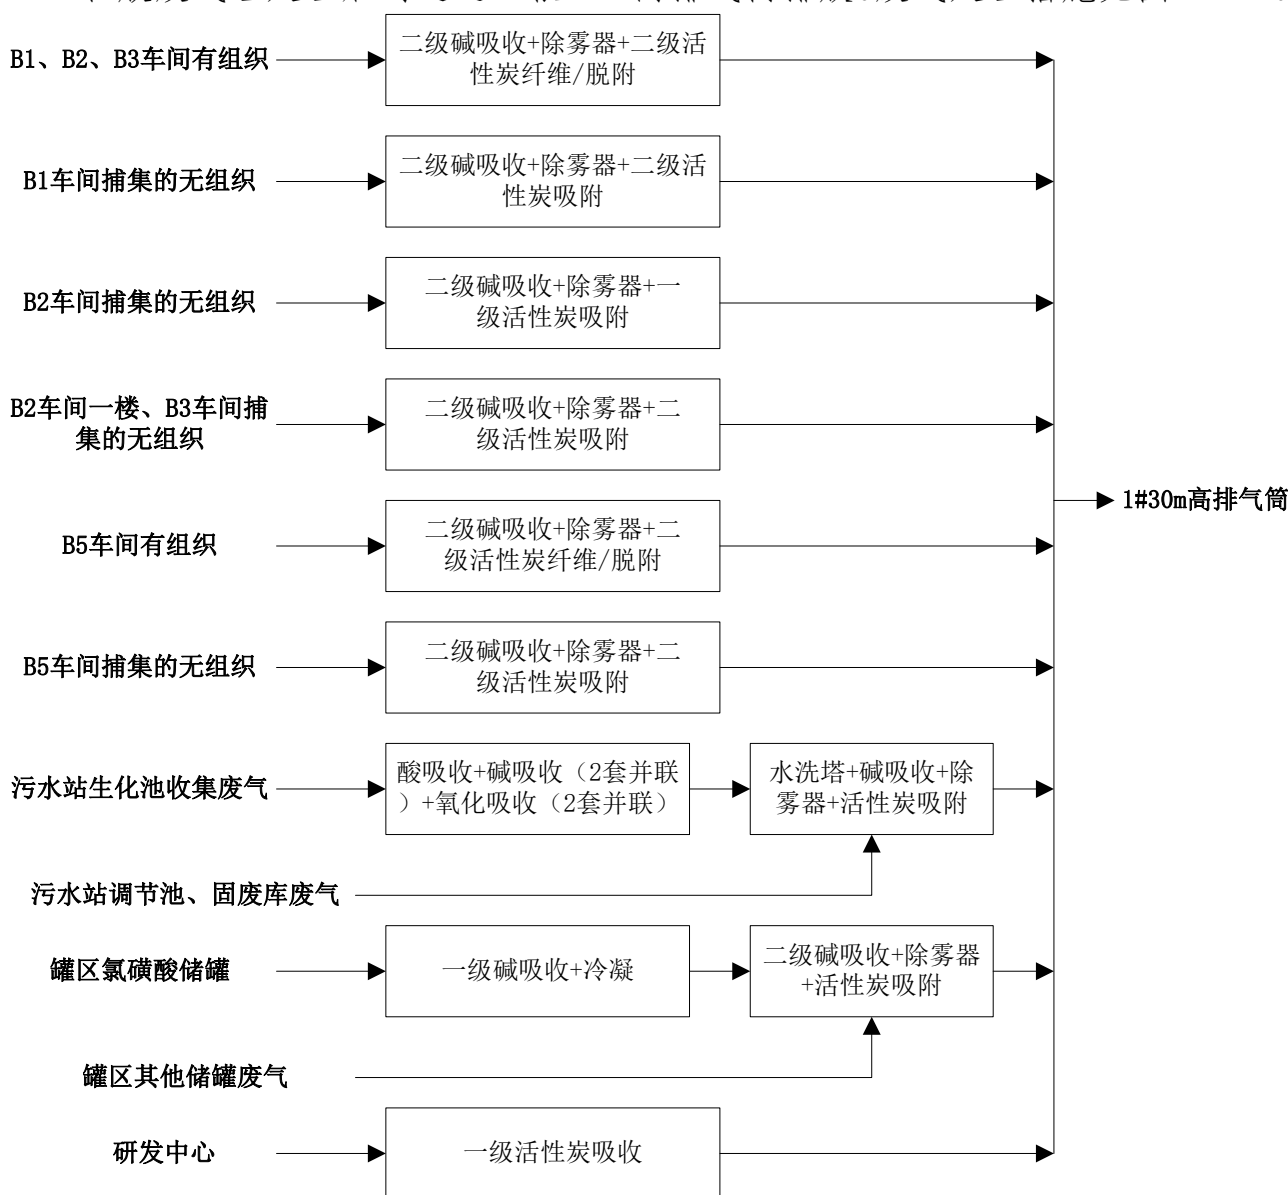 B1、B2、B3车间有组织
二级碱吸收+除雾器+二级活
性炭纤维/脱附
B1车间捕集的无组织
二级碱吸收+除雾器+二级活
性炭吸附
B2车间捕集的无组织
二级碱吸收+除雾器+一
级活性炭吸附
B2车间一楼、B3车间捕
集的无组织
二级碱吸收+除雾器+二
级活性炭吸附
1#30m高排气筒
B5车间有组织
二级碱吸收+除雾器+二
级活性炭纤维/脱附
B5车间捕集的无组织
二级碱吸收+除雾器+二
级活性炭吸附
污水站生化池收集废气
酸吸收+碱吸收（2套并联
）+氧化吸收（2套并联）
水洗塔+碱吸收+除
雾器+活性炭吸附
污水站调节池、固废库废气
罐区氯磺酸储罐
一级碱吸收+冷凝
二级碱吸收+除雾器
+活性炭吸附
罐区其他储罐废气
研发中心
一级活性炭吸收